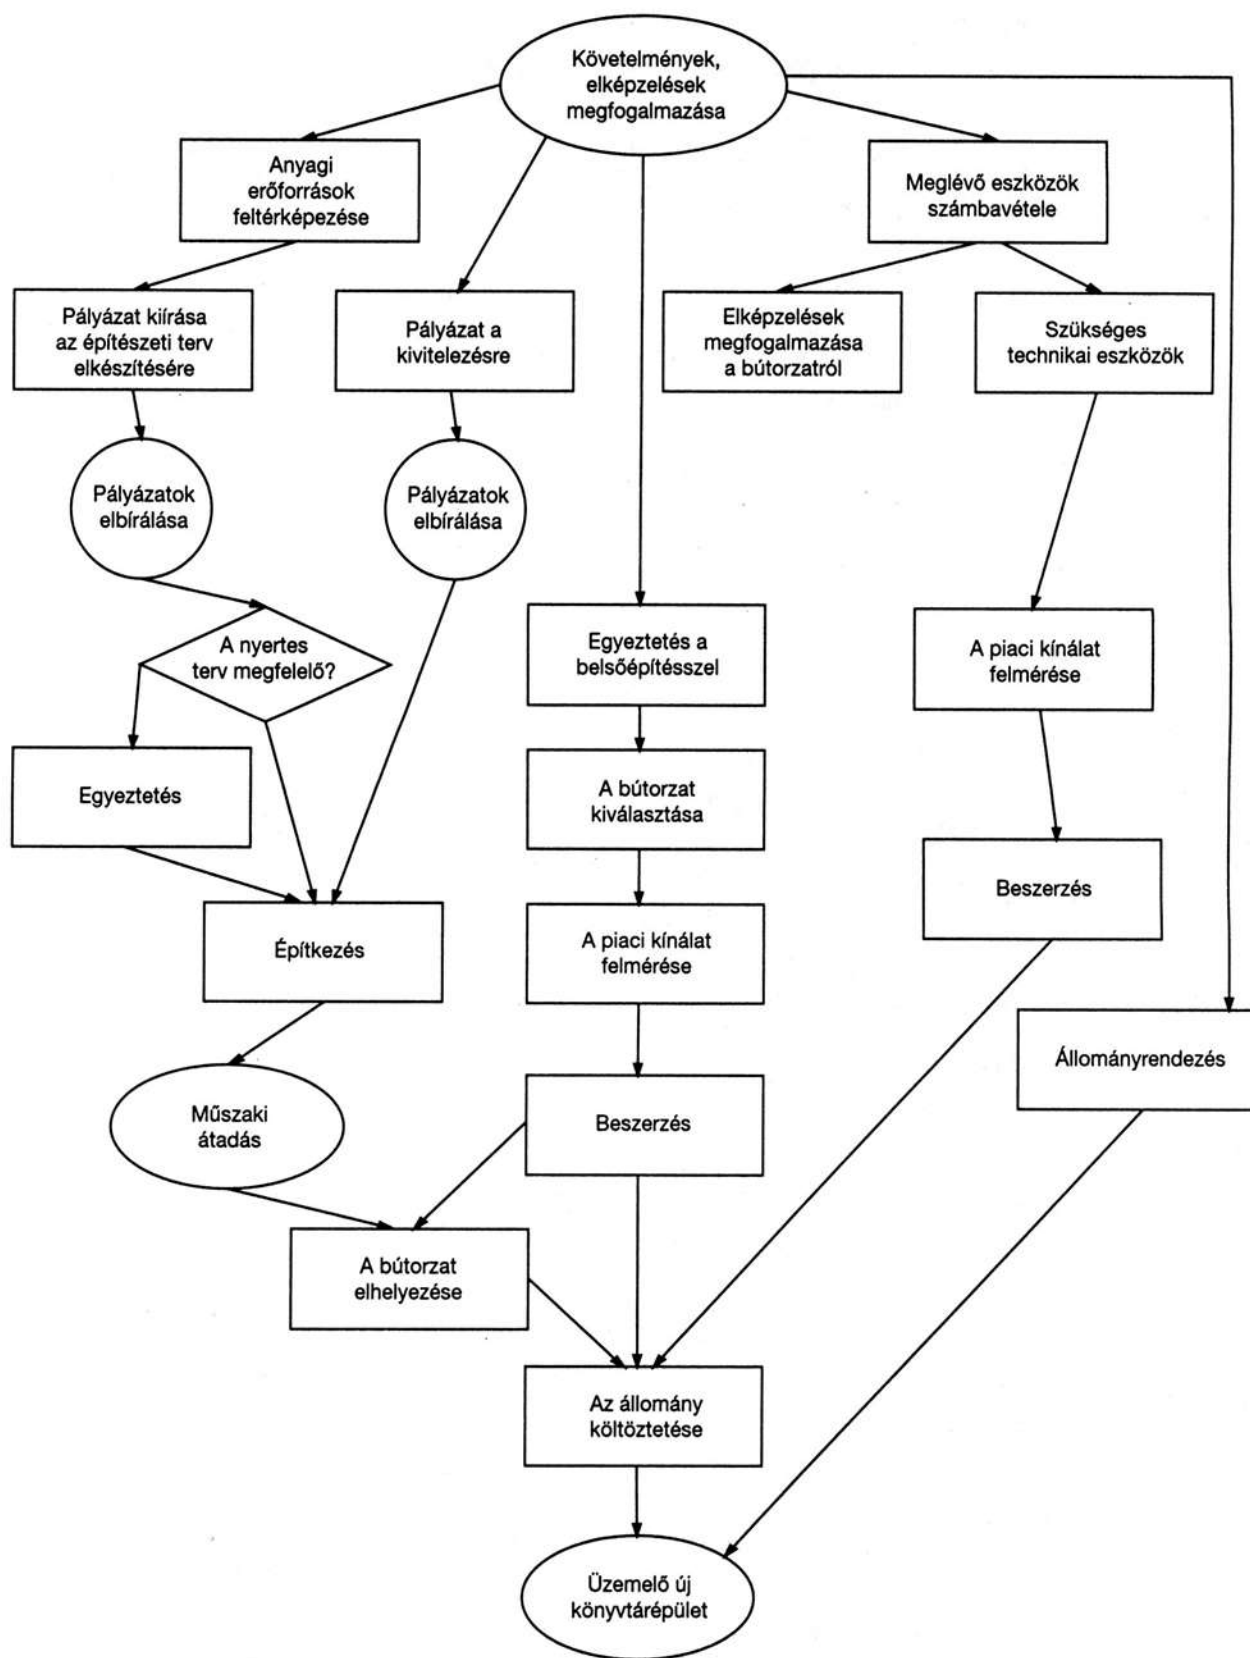 Követelmények,
elképzelések
megfogalmazása
Anyagi
erőforrások
feltérképezése
Meglévő eszközök
számbavétele
Pályázat kiírása
az építészeti terv
elkészítésére
Pályázat a
kivitelezésre
Elképzelések
megfogalmazása
a bútorzatról
Szükséges
technikai eszközök
Pályázatok
elbírálása
Pályázatok
elbírálása
A nyertes
terv megfelelő?
Egyeztetés a
belsőépítésszel
A piaci kínálat
felmérése
Egyeztetés
A bútorzat
kiválasztása
Beszerzés
Építkezés
A piaci kínálat
felmérése
Állományrendezés
Műszaki
átadás
Beszerzés
A bútorzat
elhelyezése
Az állomány
költöztetése
Üzemelő új
könyvtárépület